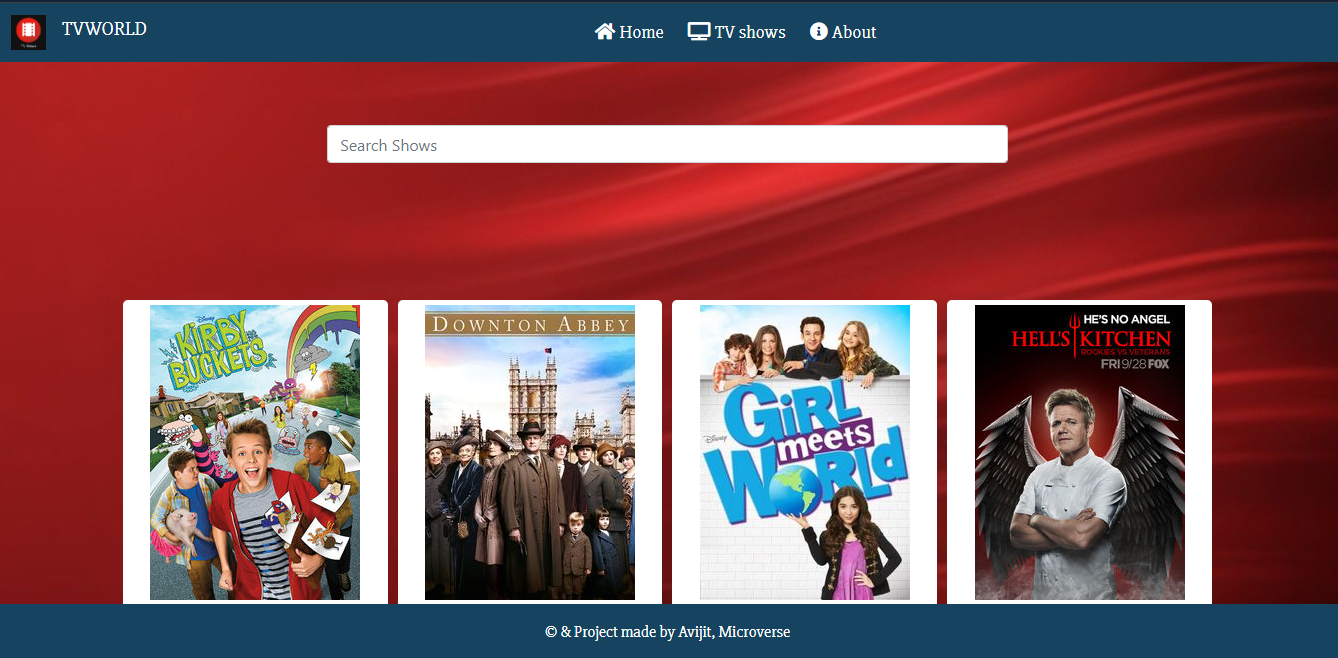 TVWORLD
Home
TV shows
About
Search Shows
Disney
KIRBY
BUCKETS
DOWNTON ABBEY
Disney
GiRL
meets
WORLD
HE'S NO ANGEL
HELL'S KITCHEN
ROOKIES VS VETERANS
FRI 9/28 FOX
© & Project made by Avijit, Microverse